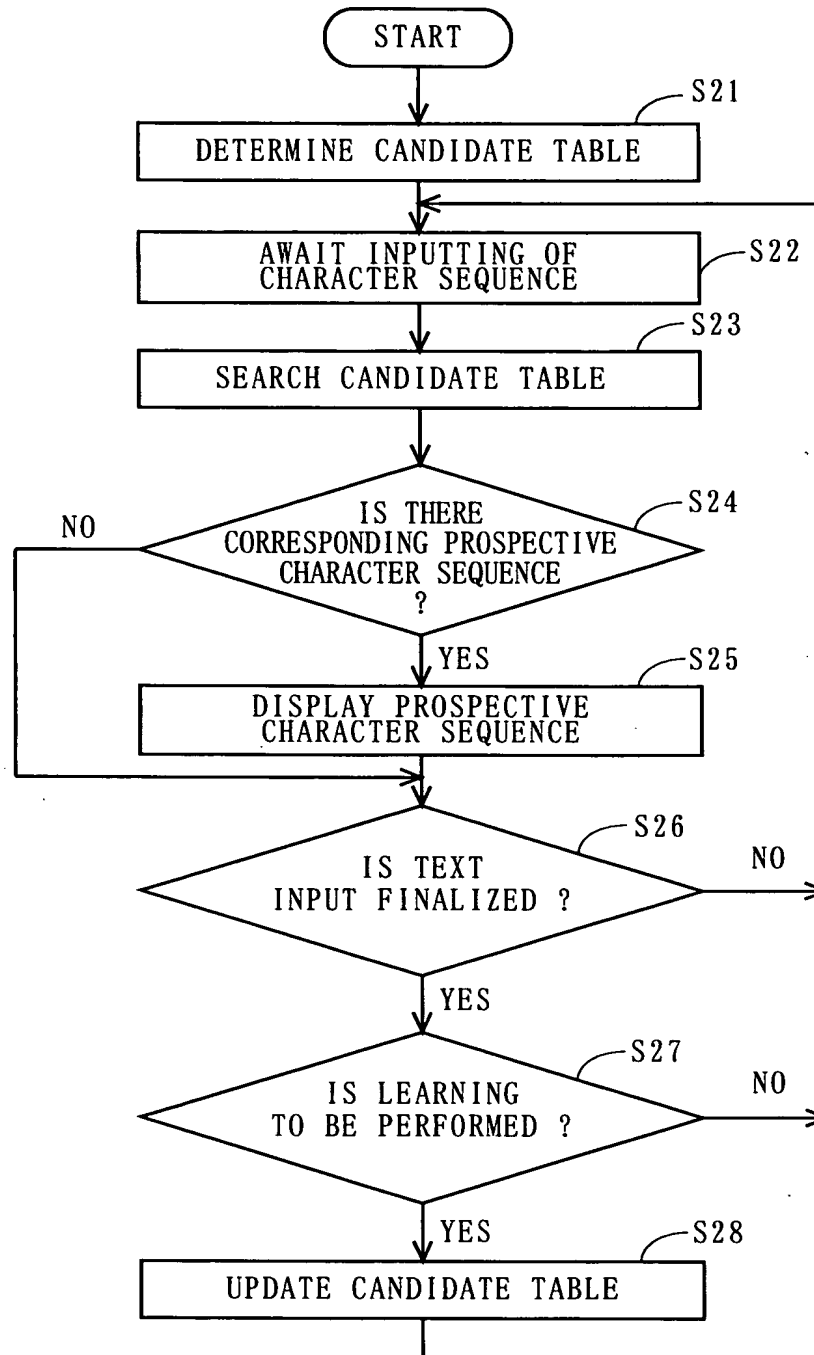 START
S21
DETERMINE CANDIDATE TABLE
AWAIT INPUTTING OF
CHARACTER SEQUENCE
S22
S23
SEARCH CANDIDATE TABLE
S24
NO
IS THERE
CORRESPONDING PROSPECTIVE
CHARACTER SEQUENCE
?
YES
S25
DISPLAY PROSPECTIVE
CHARACTER SEQUENCE
S26
IS TEXT
INPUT FINALIZED ?
NO
YES
S27
IS LEARNING
TO BE PERFORMED ?
NO
YES
S28
UPDATE CANDIDATE TABLE